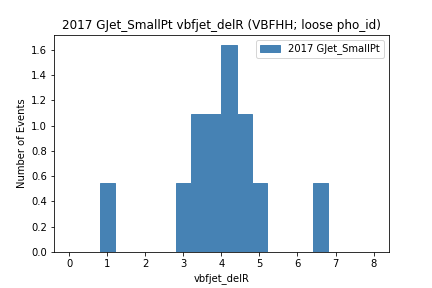 2017 GJet_SmallPt vbfjet_delR (VBFHH; loose pho_id)
2017 GJet_SmallPt
Number of Events
1.6
1.4
1.2
1.0
0.8
0.6
0.4
0.2
0.0
0 1 2 3 4 5 6 7 8
vbfjet_delR